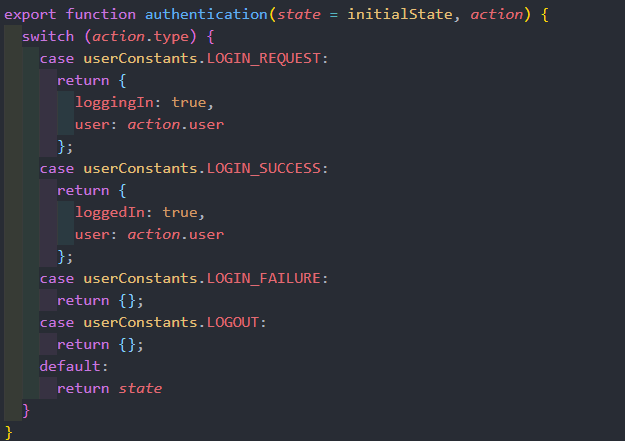 export function authentication(state = initialState, action) {
  switch (action.type) {
    case userConstants.LOGIN_REQUEST:
      return {
        loggingIn: true,
        user: action.user
      };
    case userConstants.LOGIN_SUCCESS:
      return {
        loggedIn: true,
        user: action.user
      };
    case userConstants.LOGIN_FAILURE:
      return {};
    case userConstants.LOGOUT:
      return {};
    default:
      return state
  }
}